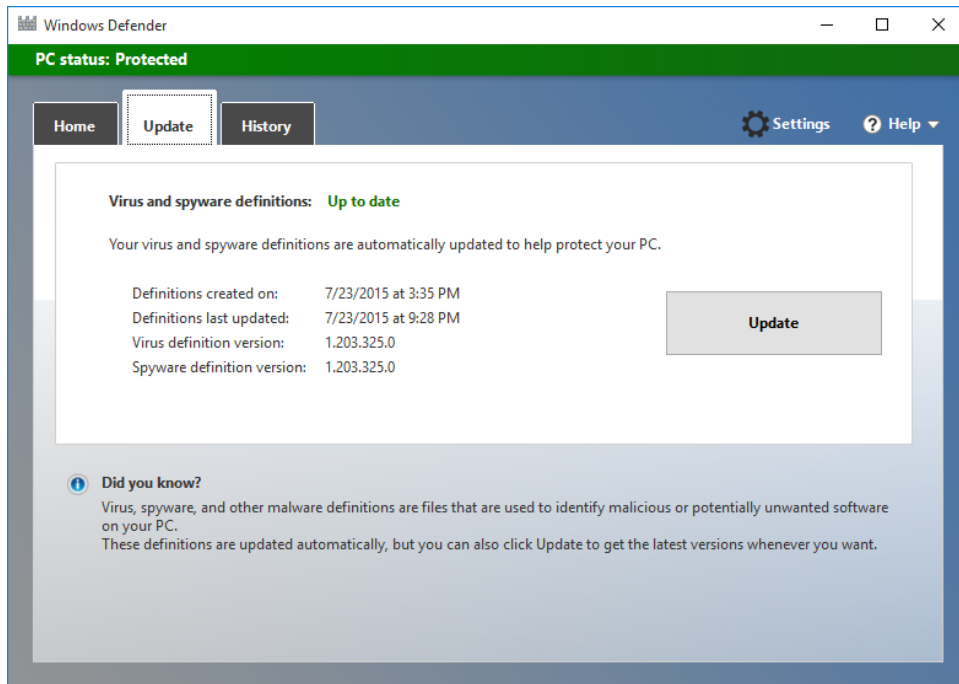 Windows Defender
PC status: Protected
Home Update History Settings Help
Virus and spyware definitions: Up to date
Your virus and spyware definitions are automatically updated to help protect your PC.
Definitions created on: 7/23/2015 at 3:35 PM
Definitions last updated: 7/23/2015 at 9:28 PM
Virus definition version: 1.203.325.0
Spyware definition version: 1.203.325.0
Update
Did you know?
Virus, spyware, and other malware definitions are files that are used to identify malicious or potentially unwanted software
on your PC.
These definitions are updated automatically, but you can also click Update to get the latest versions whenever you want.